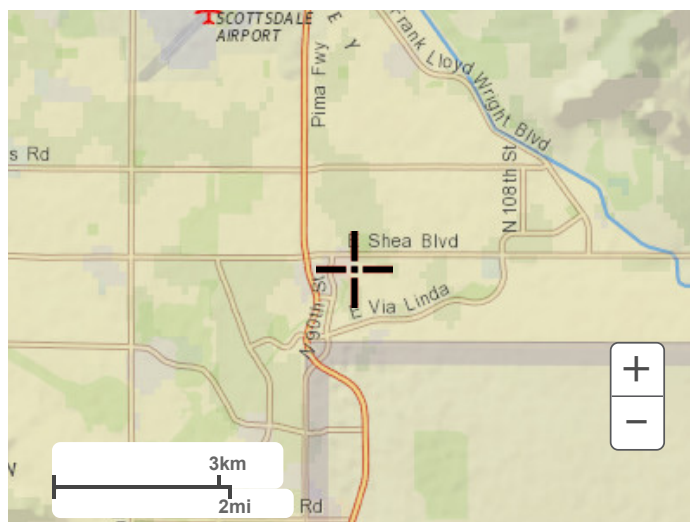 SCOTTSDALE
AIRPORT
E Y
Pima Fwy
Frank Lloyd Wright Blvd
s Rd
N 108th St
E Shea Blvd
E Via Linda
N 90th St
+
−
3km
2mi
Rd